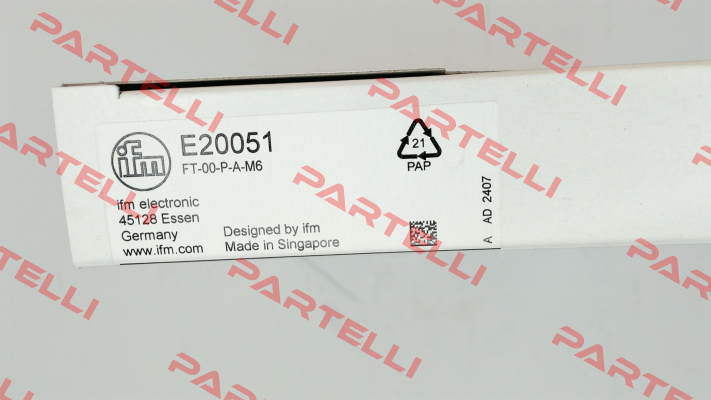 PARTELLI
PARTELLI
PARTELLI
ifm
E20051
FT-00-P-A-M6
21
PAP
ifm electronic
45128 Essen
Germany
www.ifm.com
Designed by ifm
Made in Singapore
A AD 2407
PARTELLI
PARTELLI
PARTELLI
PARTELLI
PARTELLI
PARTELLI
PARTELLI